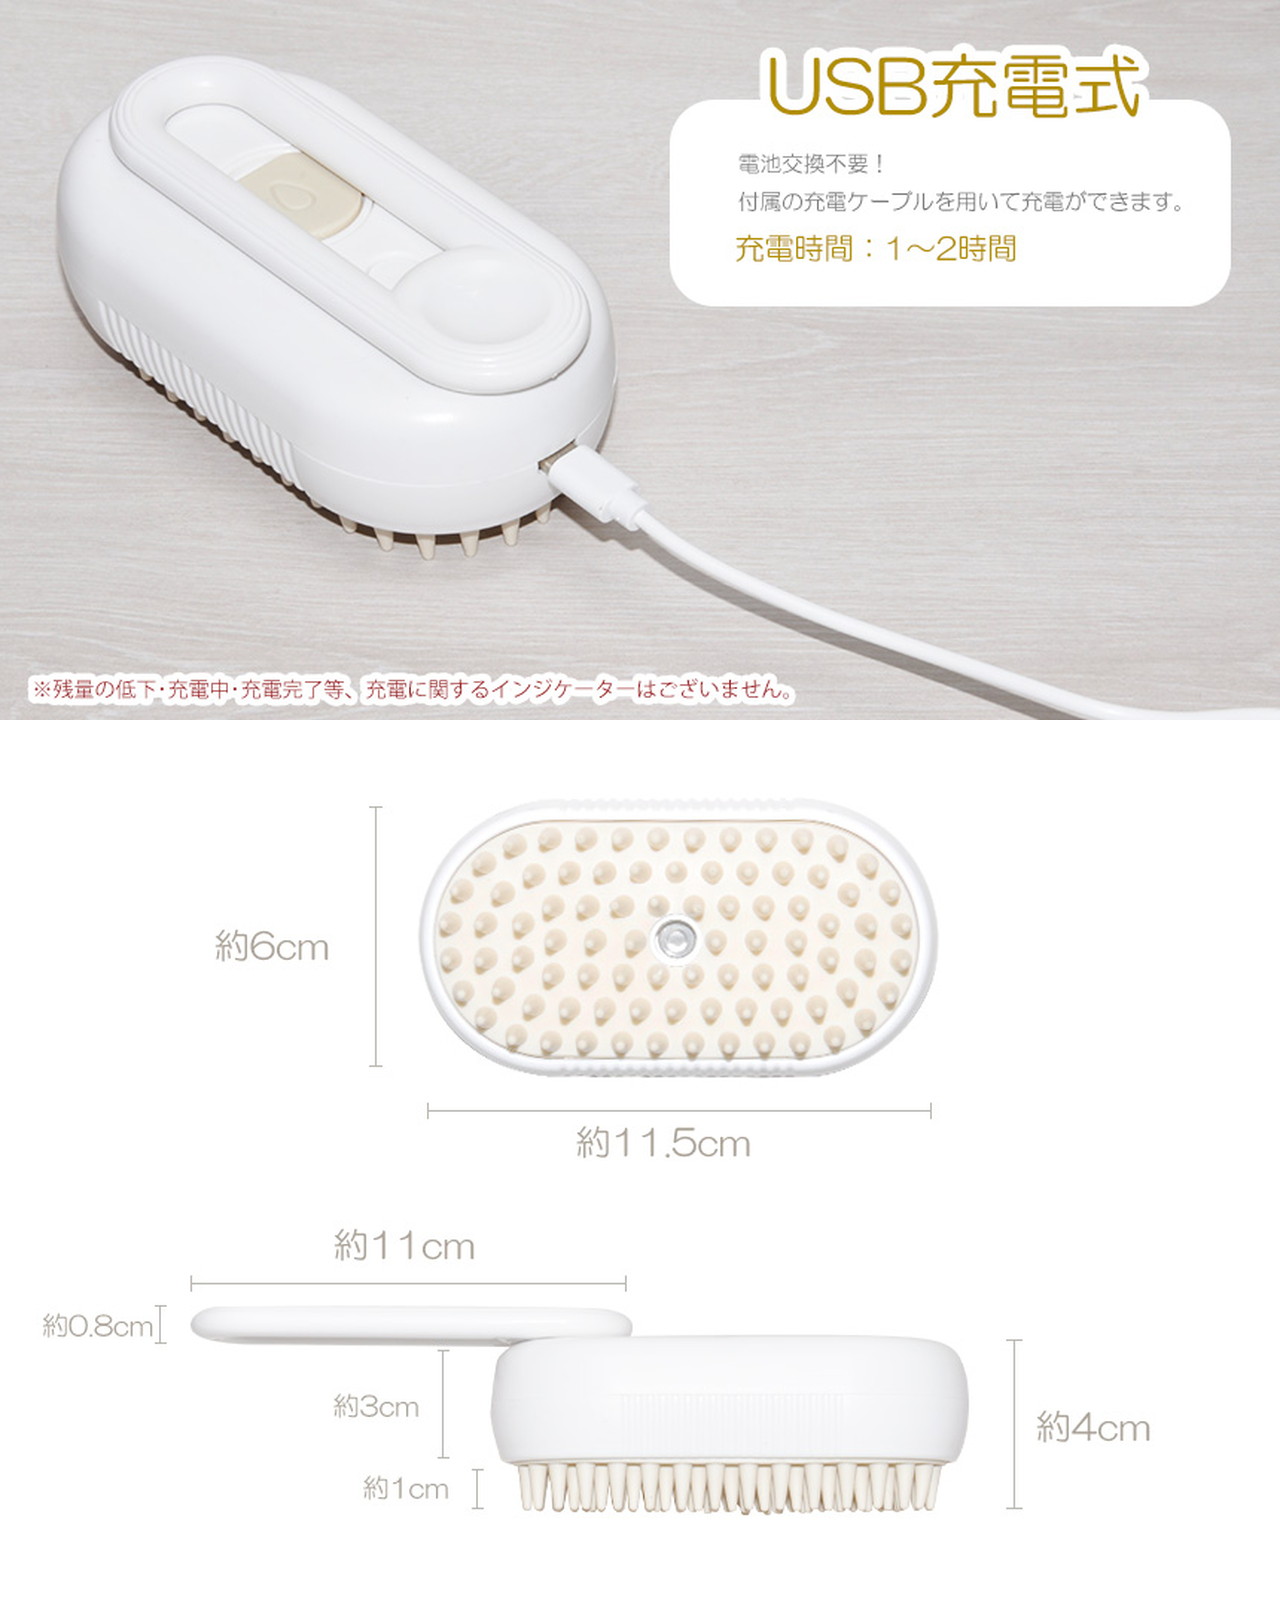 USB充電式
電池交換不要！
付属の充電ケーブルを用いて充電ができます。
充電時間：1～2時間
※残量の低下・充電中・充電完了等、充電に関するインジケーターはございません。
約6cm
約11.5cm
約11cm
約0.8cm
約3cm
約4cm
約1cm